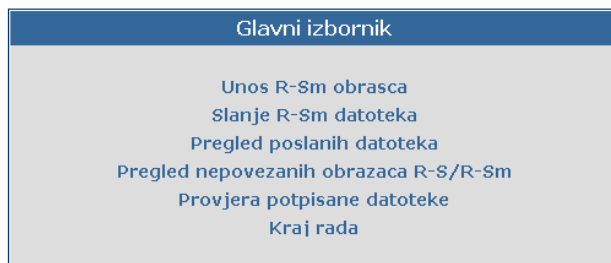 Glavni izbornik
Unos R-Sm obrasca
Slanje R-Sm datoteka
Pregled poslanih datoteka
Pregled nepovezanih obrazaca R-S/R-Sm
Provjera potpisane datoteke
Kraj rada